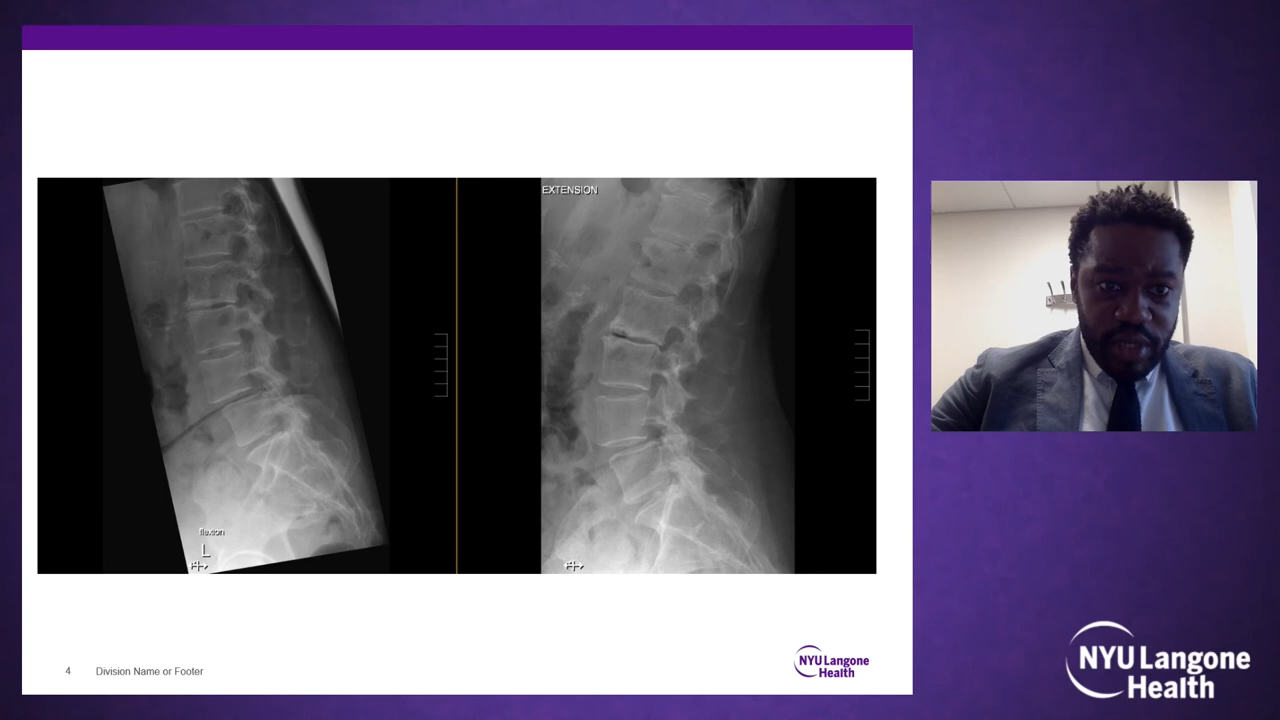 EXTENSION
flexion
L
4 Division Name or Footer
NYU Langone
Health
NYU Langone
Health